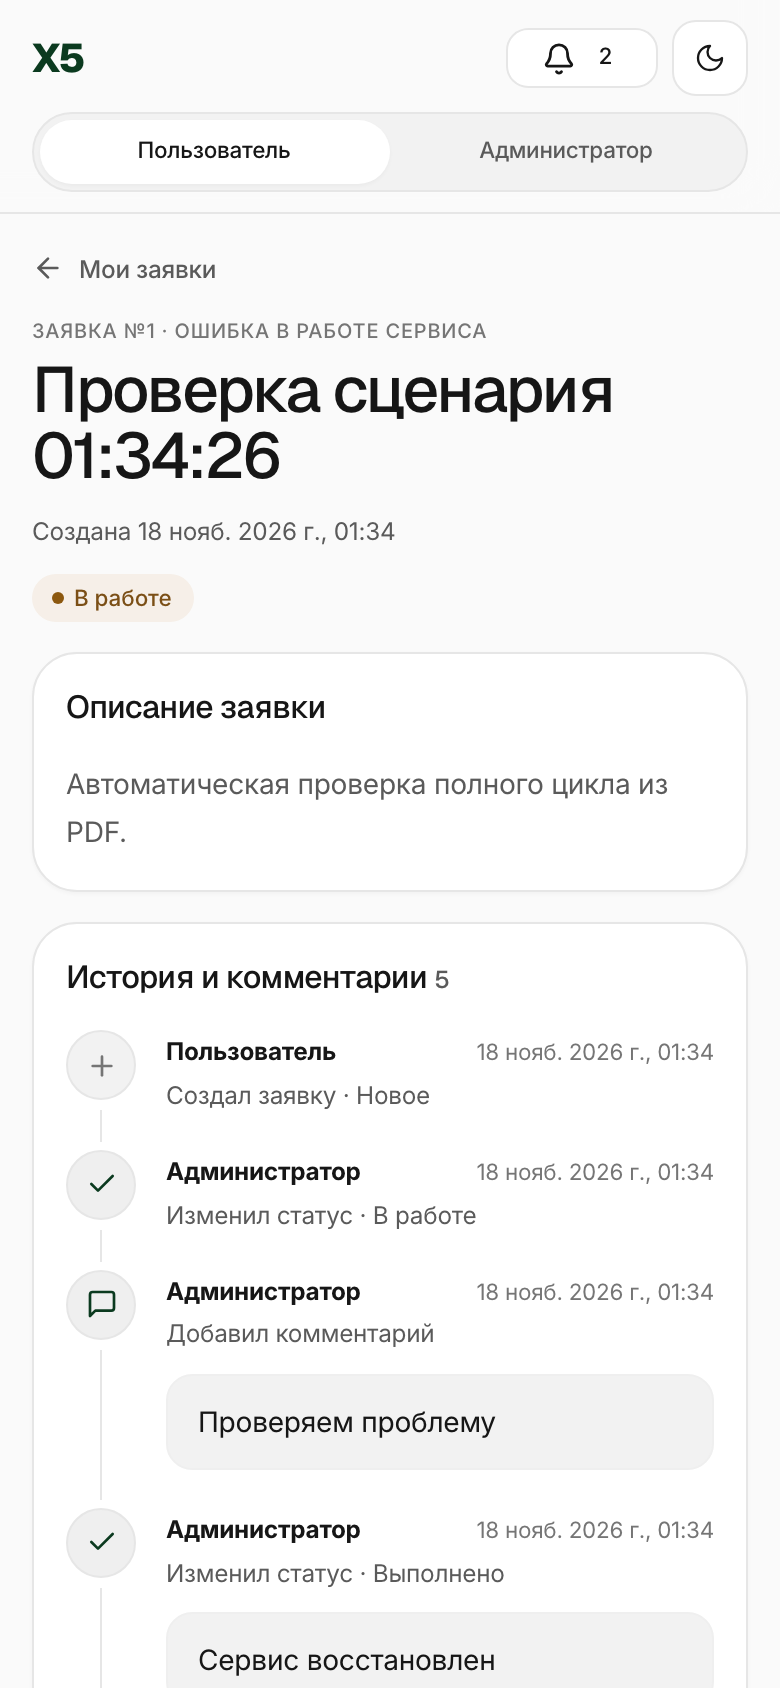 X5
2
Пользователь
Администратор
Мои заявки
ЗАЯВКА №1 · ОШИБКА В РАБОТЕ СЕРВИСА
Проверка сценария
01:34:26
Создана 18 нояб. 2026 г., 01:34
В работе
Описание заявки
Автоматическая проверка полного цикла из
PDF.
История и комментарии 5
Пользователь 18 нояб. 2026 г., 01:34
Создал заявку · Новое
Администратор 18 нояб. 2026 г., 01:34
Изменил статус · В работе
Администратор 18 нояб. 2026 г., 01:34
Добавил комментарий
Проверяем проблему
Администратор 18 нояб. 2026 г., 01:34
Изменил статус · Выполнено
Сервис восстановлен